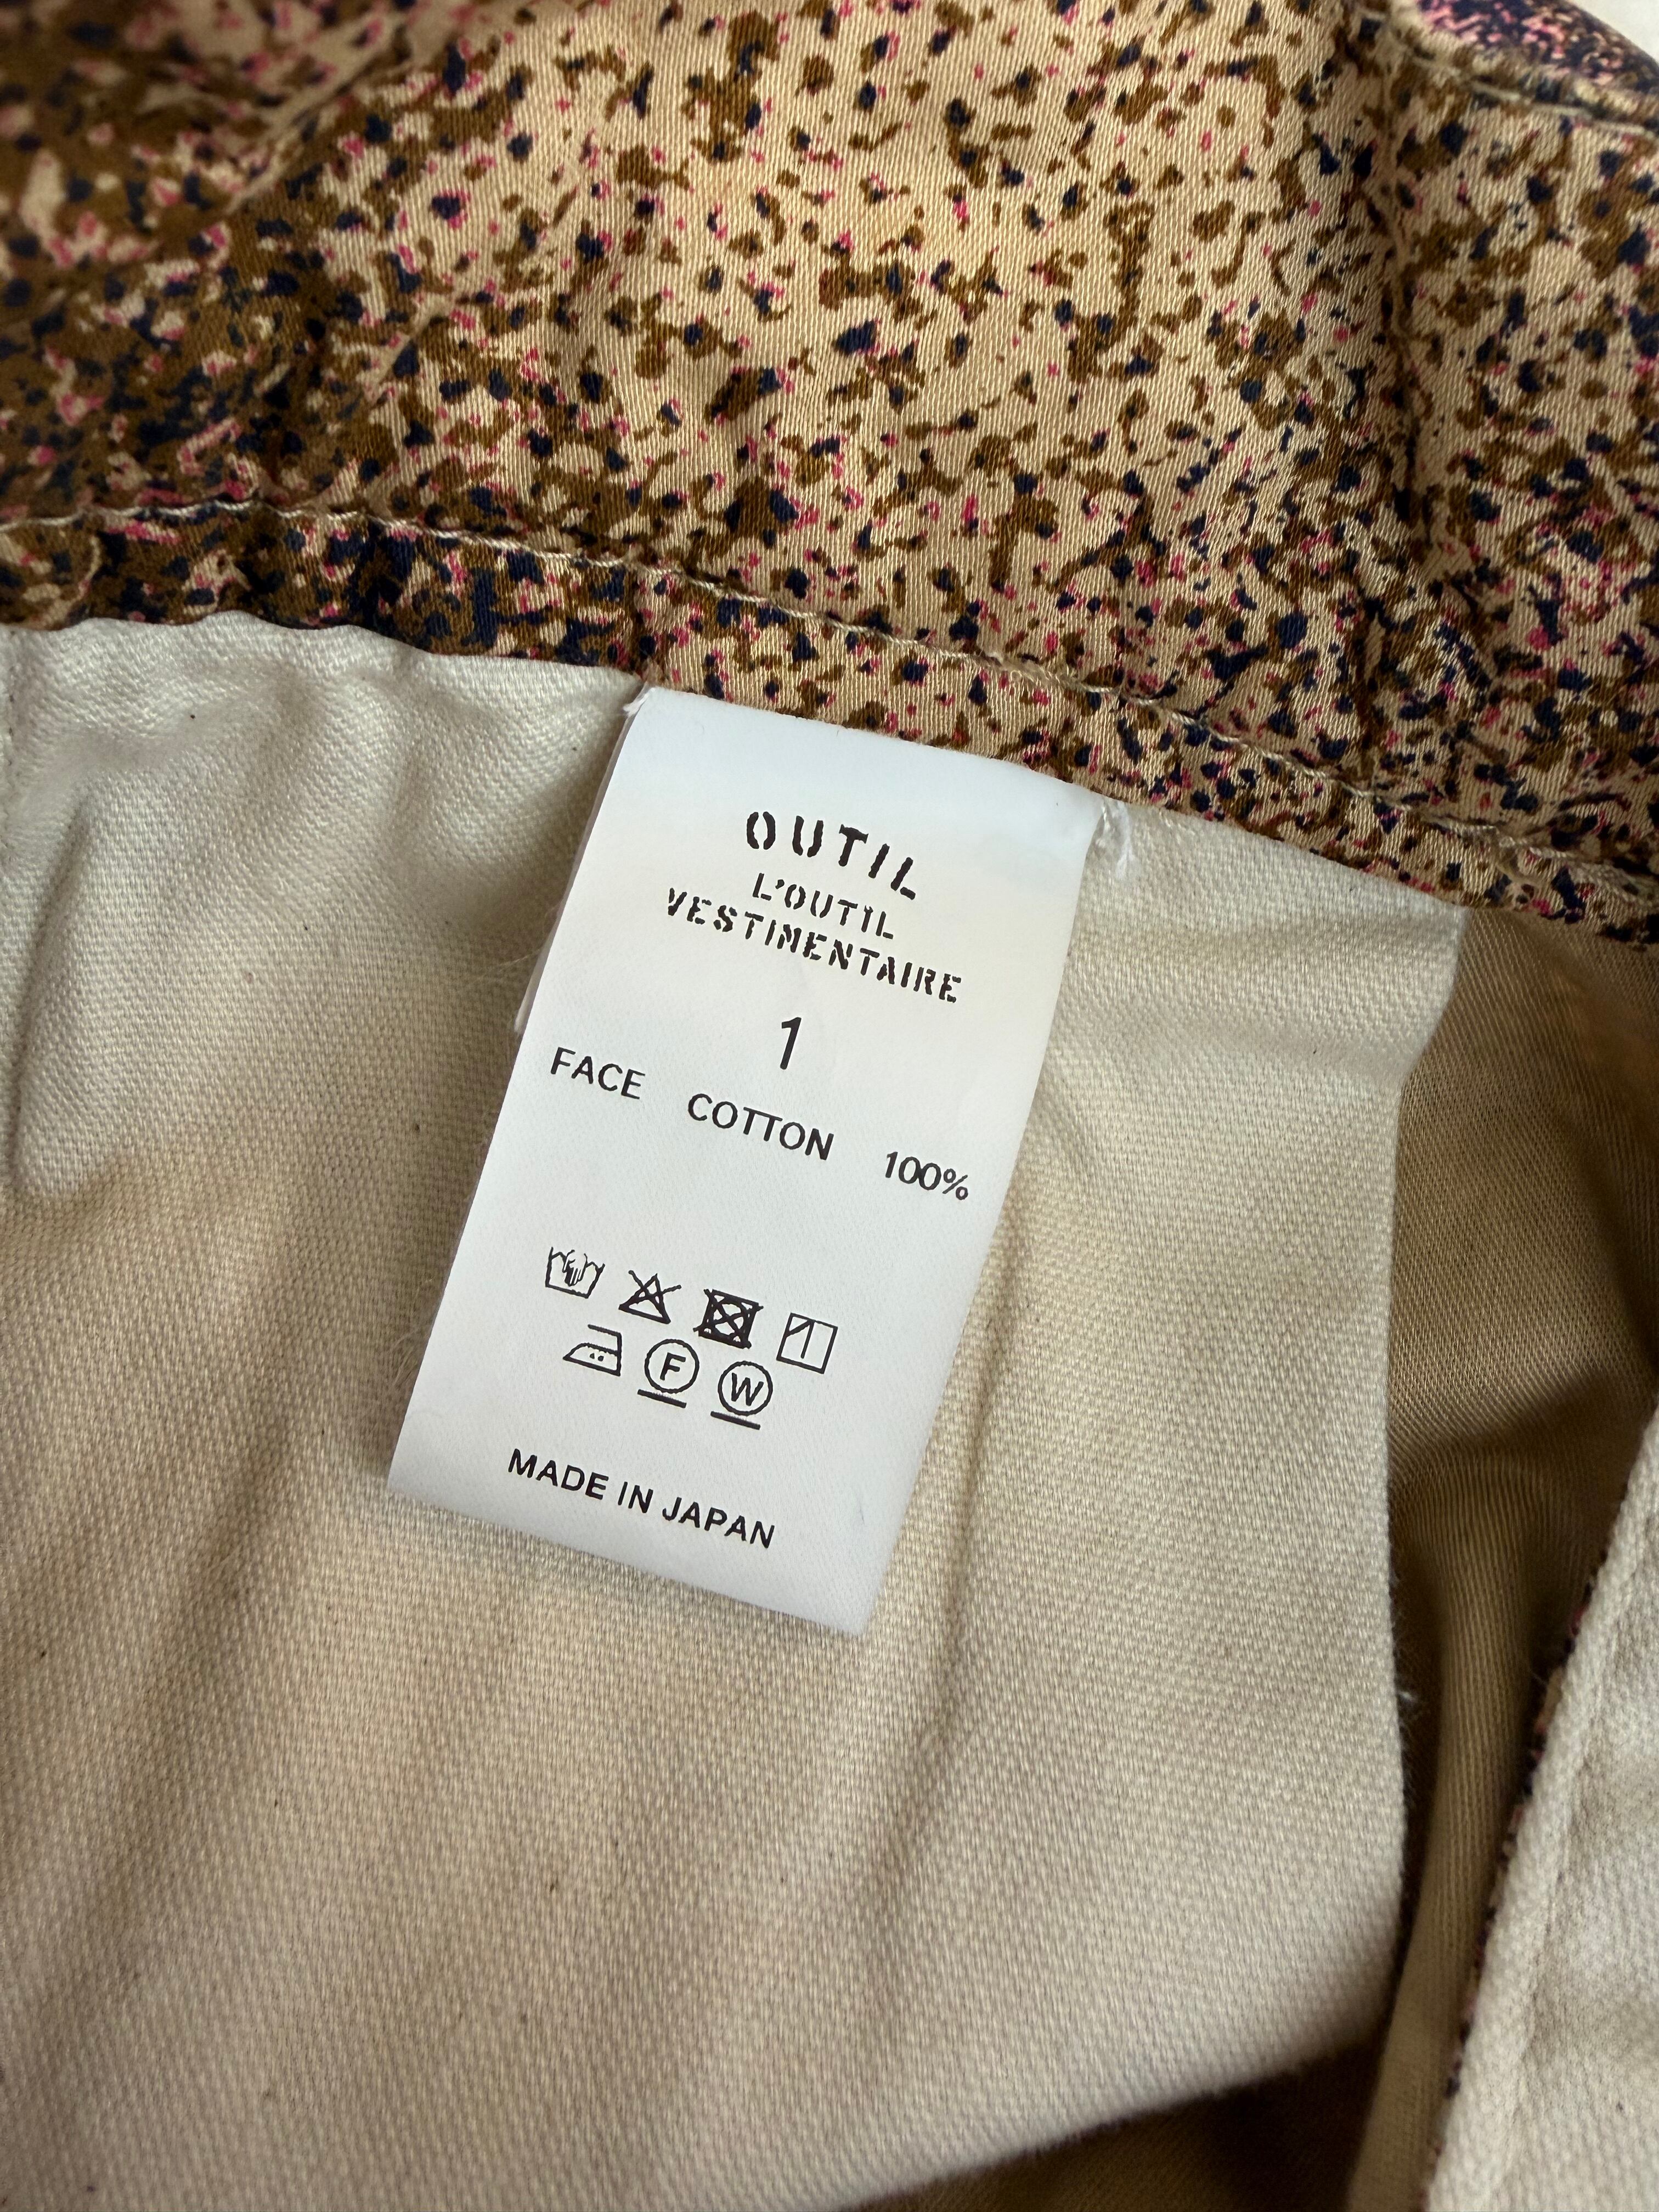 OUTIL
L'OUTIL
VESTIMENTAIRE
1
FACE COTTON 100%
F W
MADE IN JAPAN